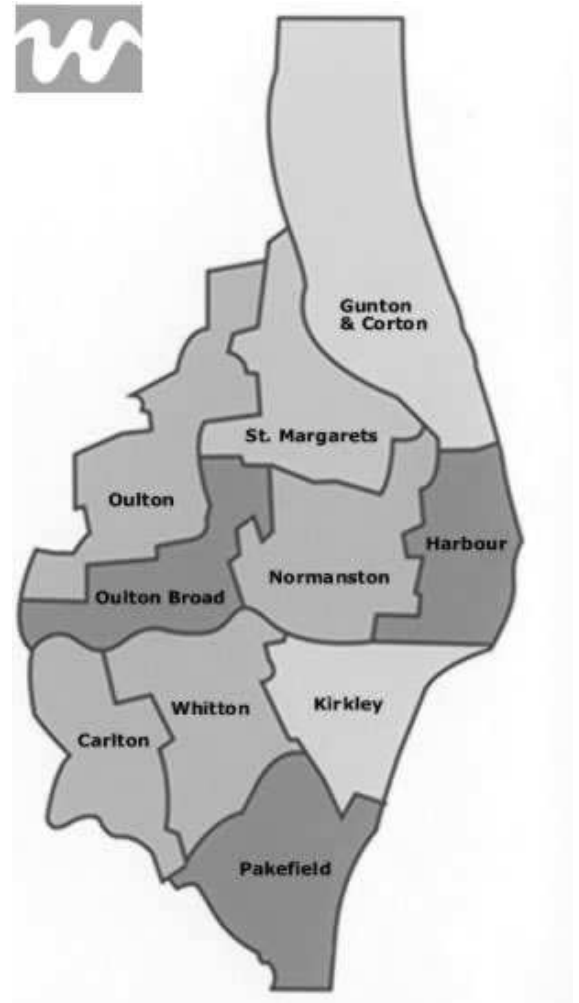 Gunton
& Corton
St. Margarets
Oulton
Harbour
Normanston
Oulton Broad
Kirkley
Whitton
Carlton
Pakefield